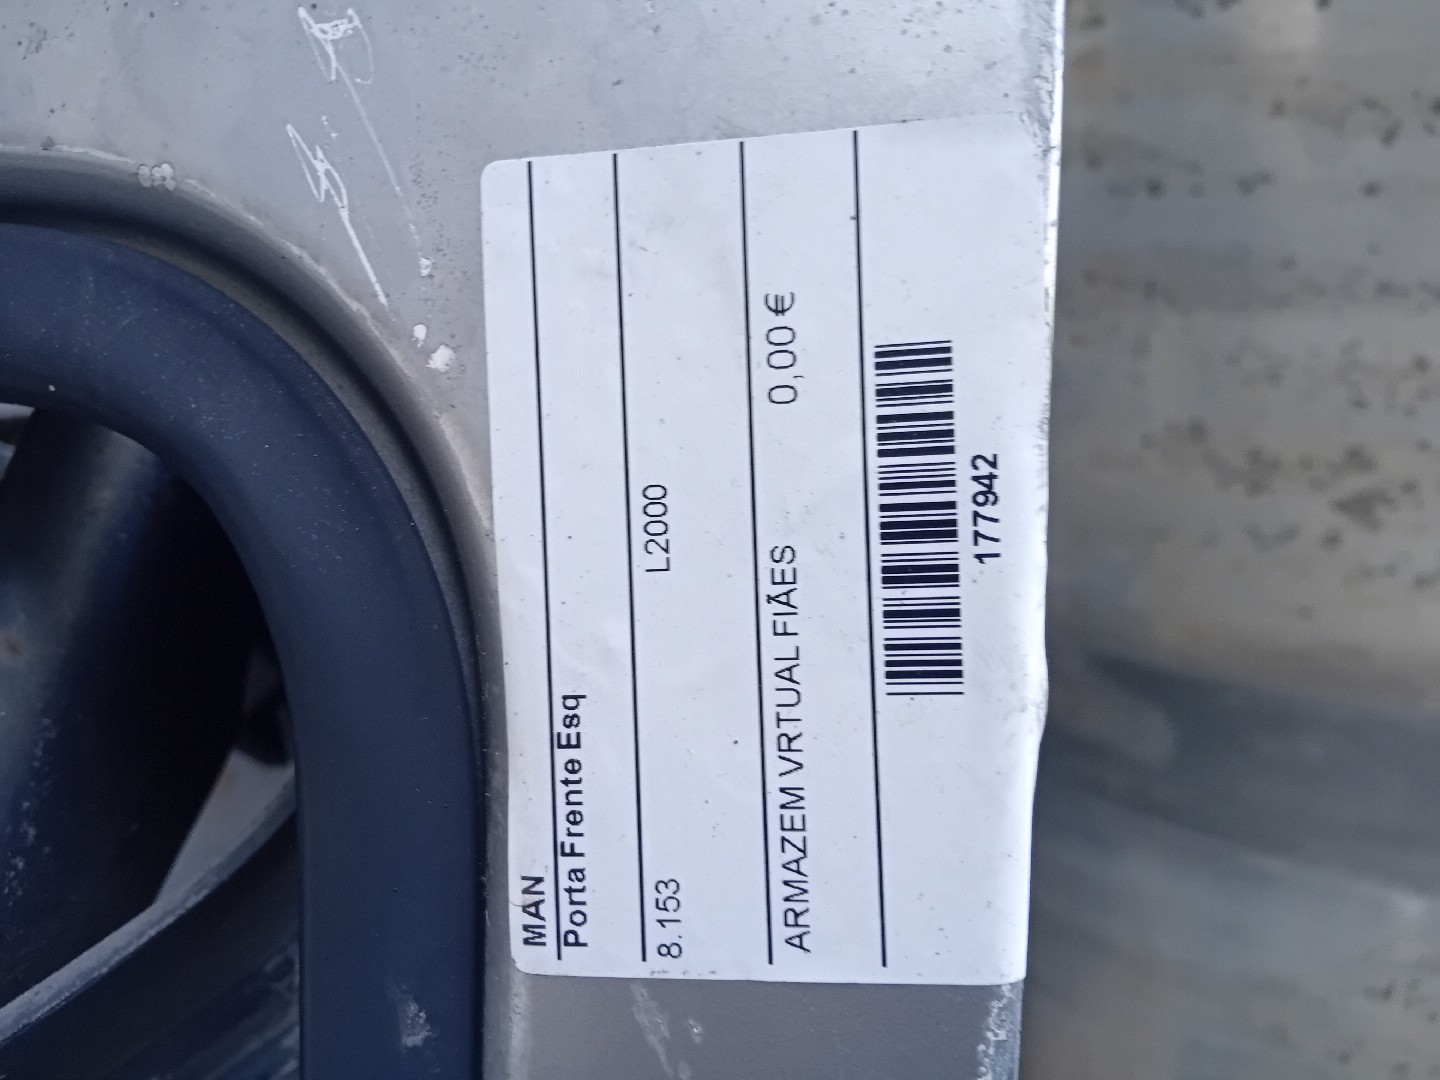 MAN
Porta Frente Esq
8.153 L2000
ARMAZEM VRTUAL FIÃES 0,00 €
177942